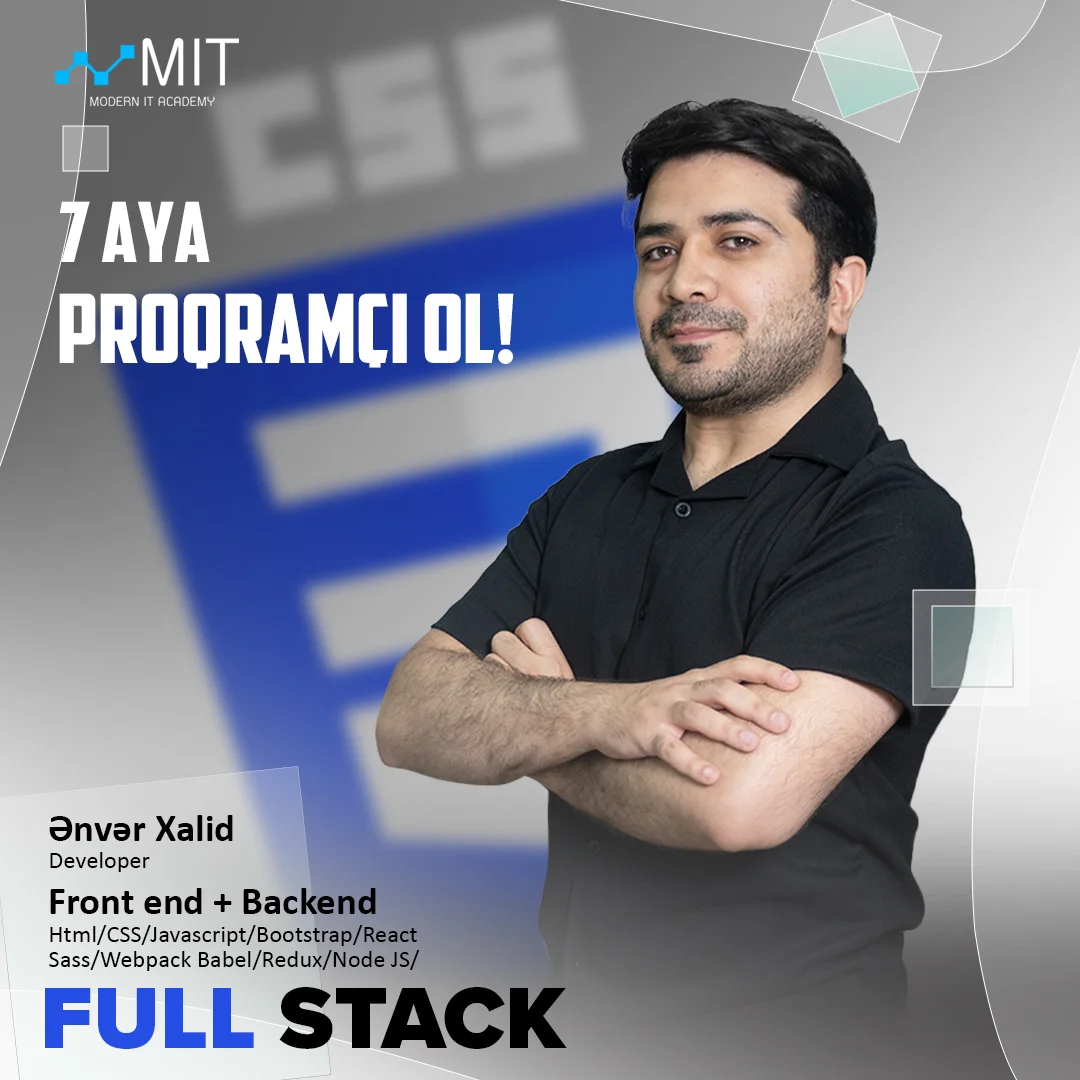 MIT
MODERN IT ACADEMY
CSS
7 AYA
PROQRAMÇI OL!
Ənvər Xalid
Developer
Front end + Backend
Html/CSS/Javascript/Bootstrap/React
Sass/Webpack Babel/Redux/Node JS/
FULL STACK